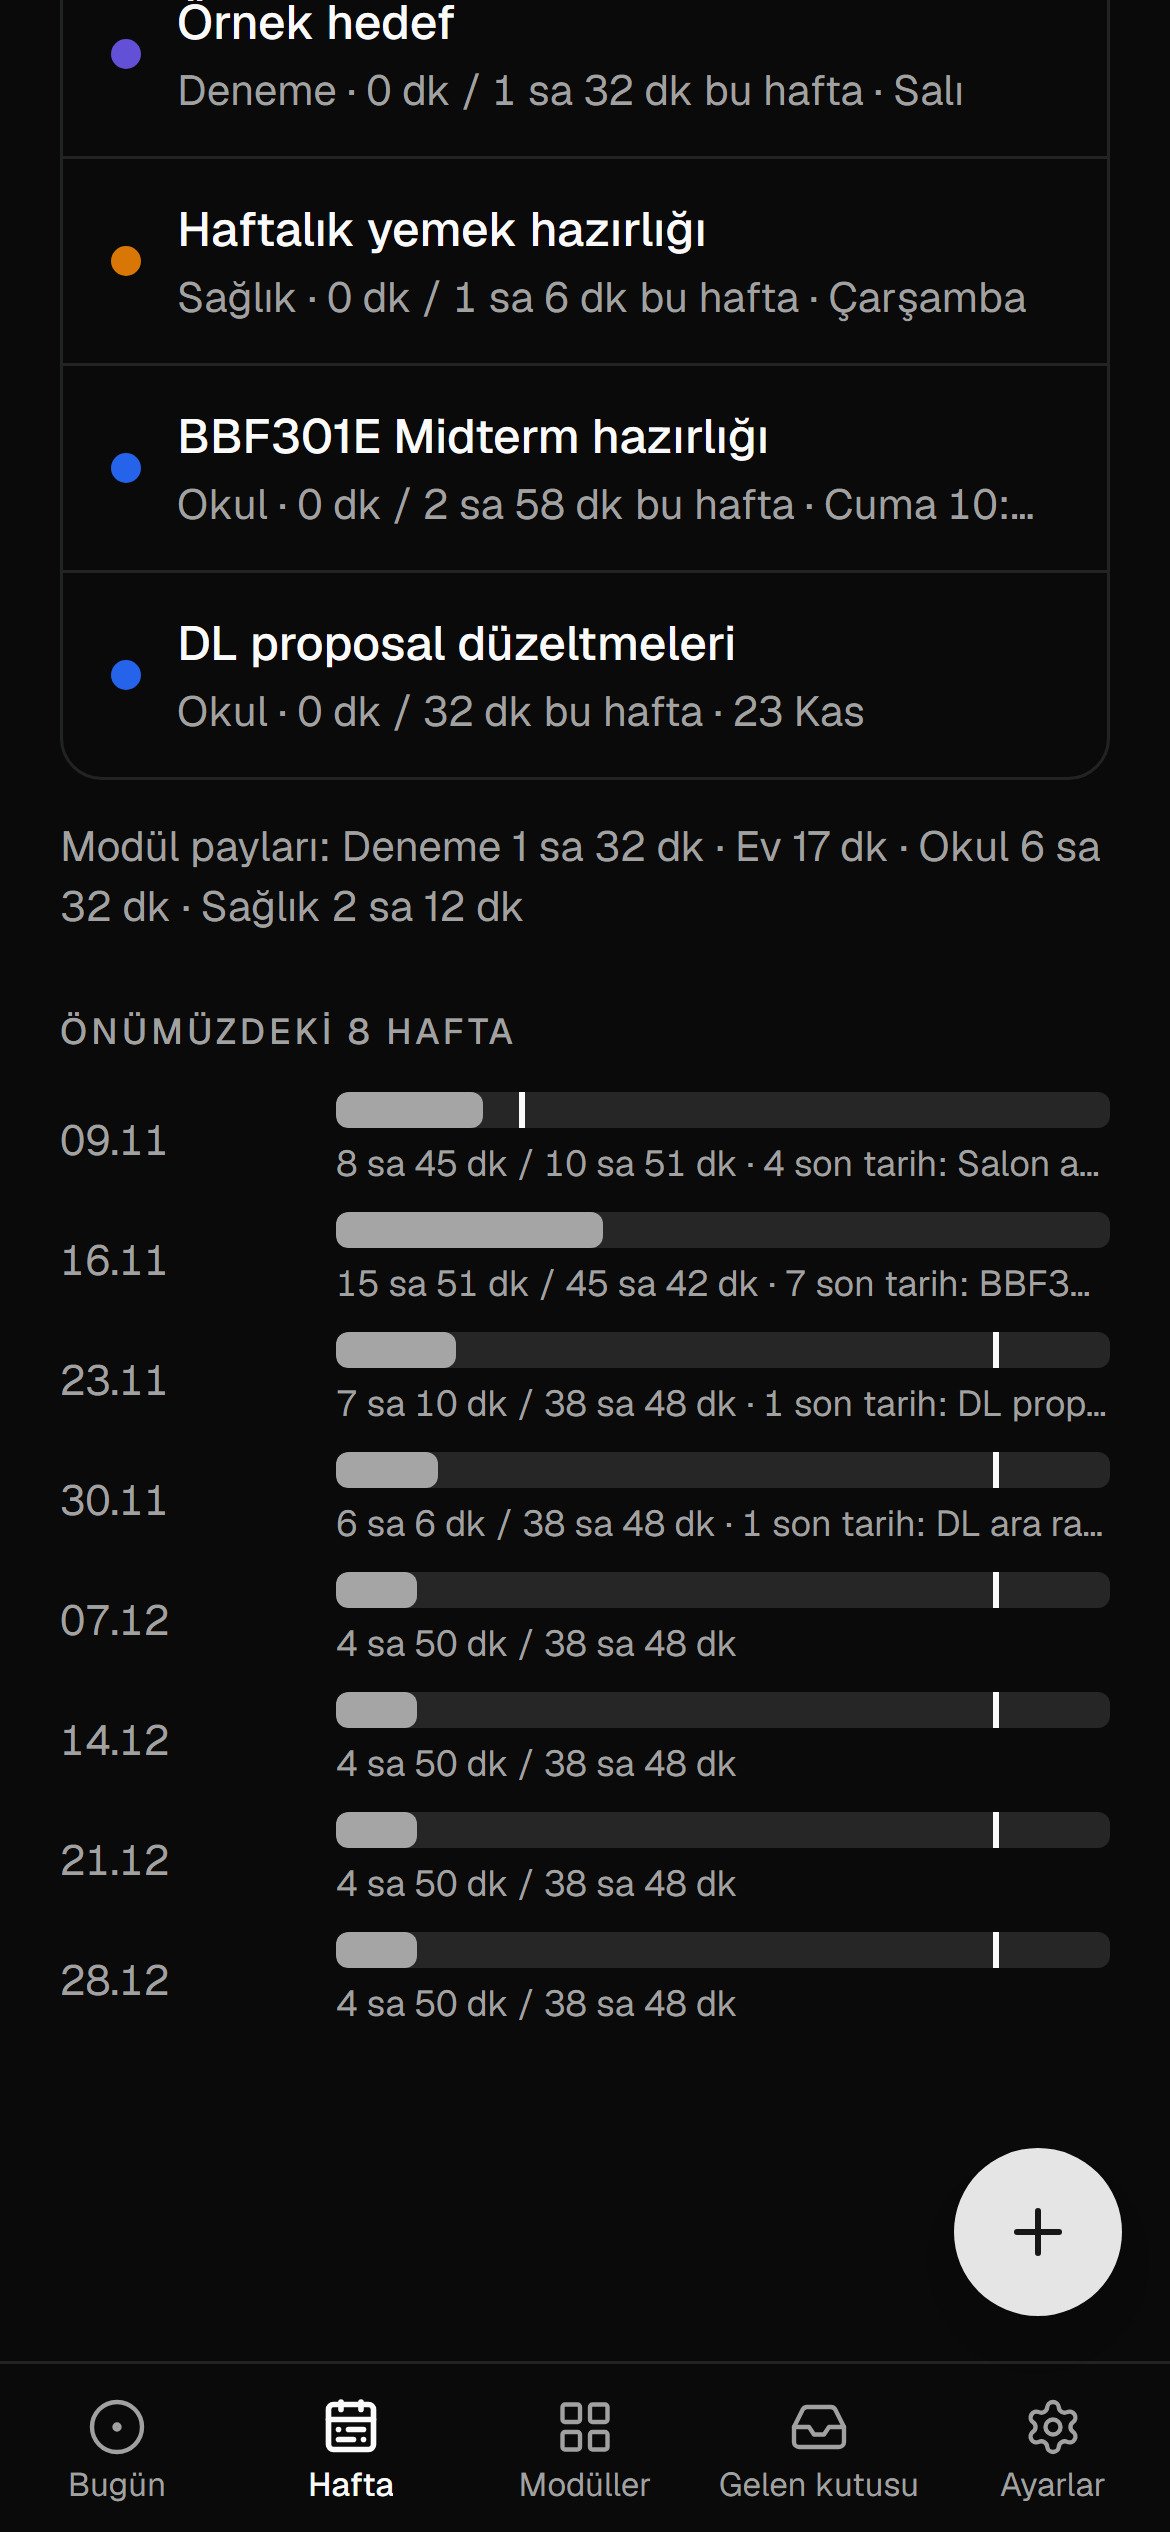 Örnek hedef
Deneme · 0 dk / 1 sa 32 dk bu hafta · Salı
Haftalık yemek hazırlığı
Sağlık · 0 dk / 1 sa 6 dk bu hafta · Çarşamba
BBF301E Midterm hazırlığı
Okul · 0 dk / 2 sa 58 dk bu hafta · Cuma 10:...
DL proposal düzeltmeleri
Okul · 0 dk / 32 dk bu hafta · 23 Kas
Modül payları: Deneme 1 sa 32 dk · Ev 17 dk · Okul 6 sa
32 dk · Sağlık 2 sa 12 dk
ÖNÜMÜZDEKİ 8 HAFTA
09.11
8 sa 45 dk / 10 sa 51 dk · 4 son tarih: Salon a...
16.11
15 sa 51 dk / 45 sa 42 dk · 7 son tarih: BBF3...
23.11
7 sa 10 dk / 38 sa 48 dk · 1 son tarih: DL prop...
30.11
6 sa 6 dk / 38 sa 48 dk · 1 son tarih: DL ara ra...
07.12
4 sa 50 dk / 38 sa 48 dk
14.12
4 sa 50 dk / 38 sa 48 dk
21.12
4 sa 50 dk / 38 sa 48 dk
28.12
4 sa 50 dk / 38 sa 48 dk
Bugün
Hafta
Modüller
Gelen kutusu
Ayarlar